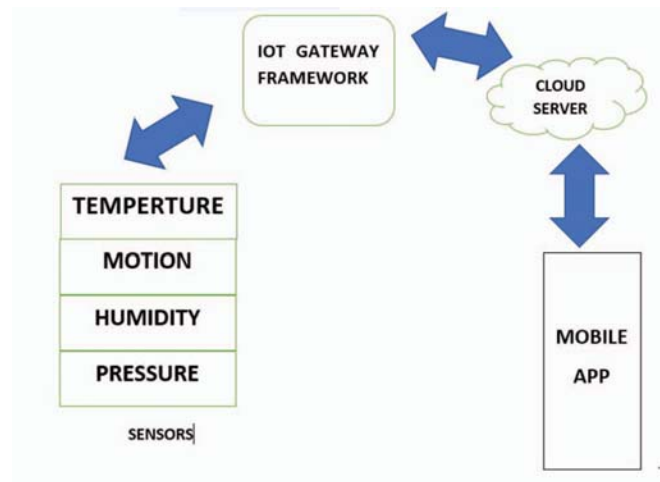 IOT GATEWAY
FRAMEWORK
CLOUD
SERVER
TEMPERTURE
MOTION
HUMIDITY
PRESSURE
SENSORS
MOBILE
APP